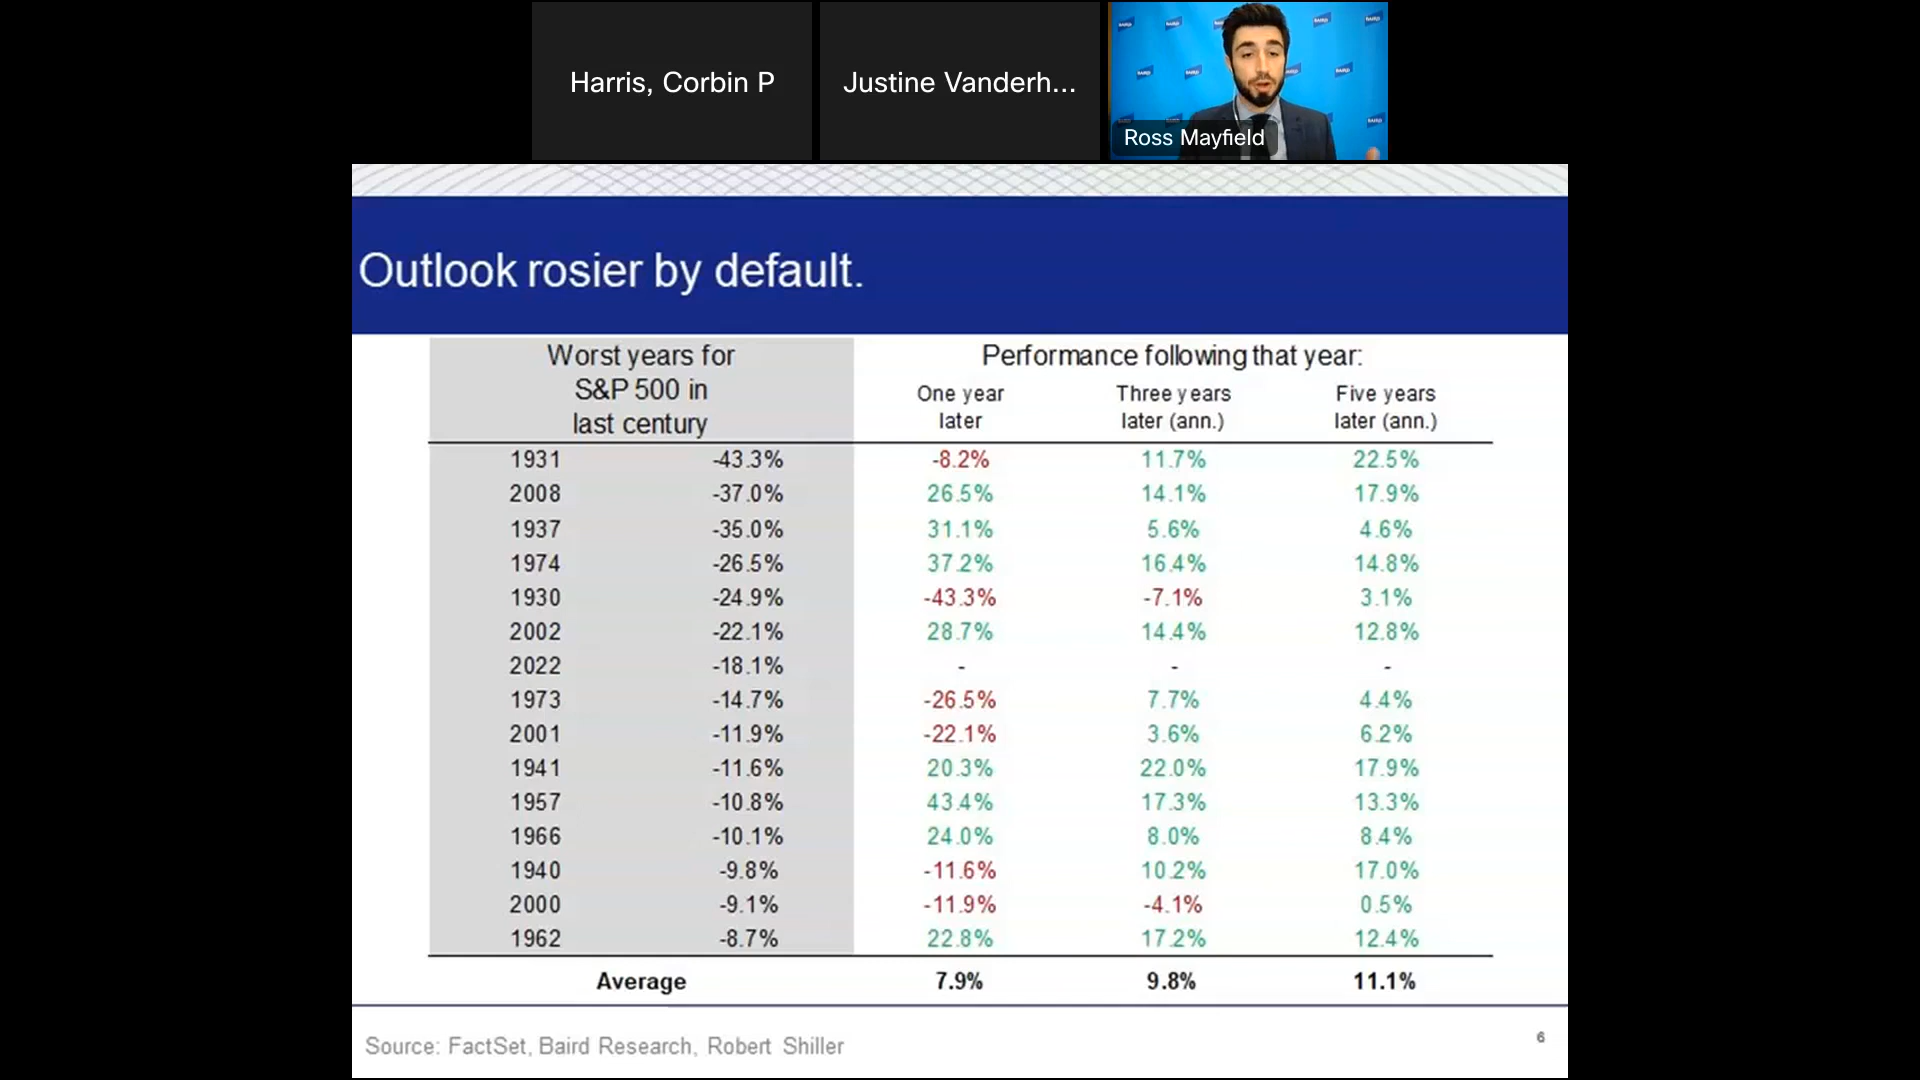 Harris, Corbin P
Justine Vanderh...
Ross Mayfield
Outlook rosier by default.
Worst years for
S&P 500 in
last century
Performance following that year:
One year
later
Three years
later (ann.)
Five years
later (ann.)
1931 -43.3% -8.2% 11.7% 22.5%
2008 -37.0% 26.5% 14.1% 17.9%
1937 -35.0% 31.1% 5.6% 4.6%
1974 -26.5% 37.2% 16.4% 14.8%
1930 -24.9% -43.3% -7.1% 3.1%
2002 -22.1% 28.7% 14.4% 12.8%
2022 -18.1% - - -
1973 -14.7% -26.5% 7.7% 4.4%
2001 -11.9% -22.1% 3.6% 6.2%
1941 -11.6% 20.3% 22.0% 17.9%
1957 -10.8% 43.4% 17.3% 13.3%
1966 -10.1% 24.0% 8.0% 8.4%
1940 -9.8% -11.6% 10.2% 17.0%
2000 -9.1% -11.9% -4.1% 0.5%
1962 -8.7% 22.8% 17.2% 12.4%
Average 7.9% 9.8% 11.1%
Source: FactSet, Baird Research, Robert Shiller
6